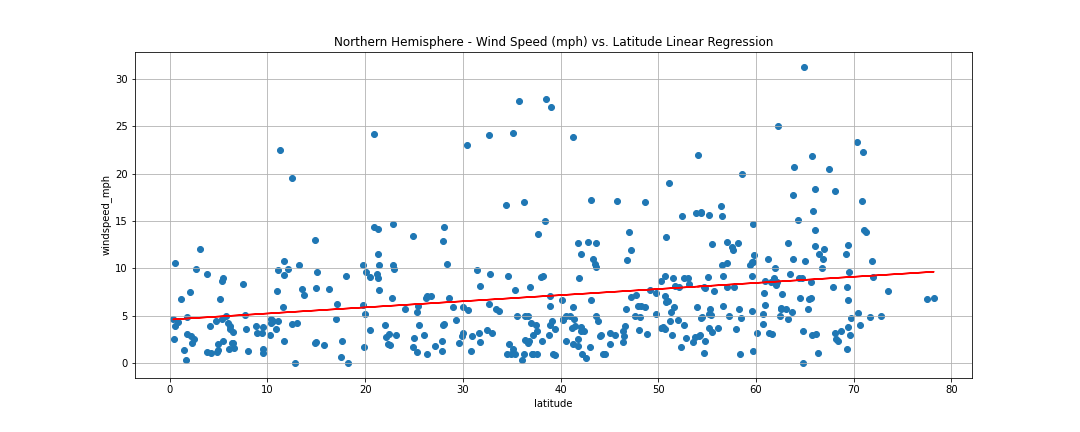 Northern Hemisphere - Wind Speed (mph) vs. Latitude Linear Regression
30
25
20
15
10
5
0
windspeed_mph
0 10 20 30 40 50 60 70 80
latitude